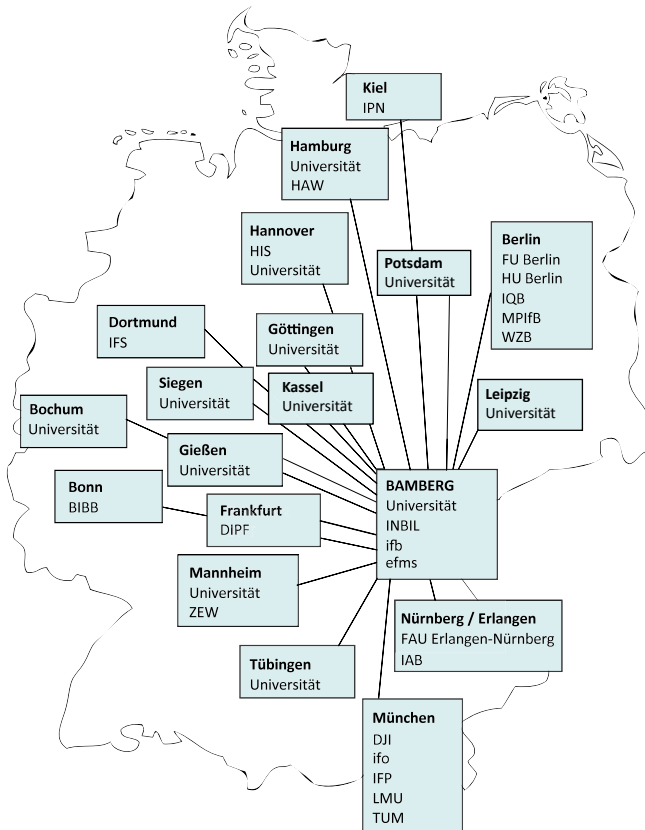 Kiel
IPN
Hamburg
Universität
HAW
Hannover
HIS
Universität
Potsdam
Universität
Berlin
FU Berlin
HU Berlin
IQB
MPIfB
WZB
Dortmund
IFS
Göttingen
Universität
Siegen
Universität
Kassel
Universität
Leipzig
Universität
Bochum
Universität
Gießen
Universität
Bonn
BIBB
Frankfurt
DIPF
BAMBERG
Universität
INBIL
ifb
efms
Mannheim
Universität
ZEW
Nürnberg / Erlangen
FAU Erlangen-Nürnberg
IAB
Tübingen
Universität
München
DJI
ifo
IFP
LMU
TUM